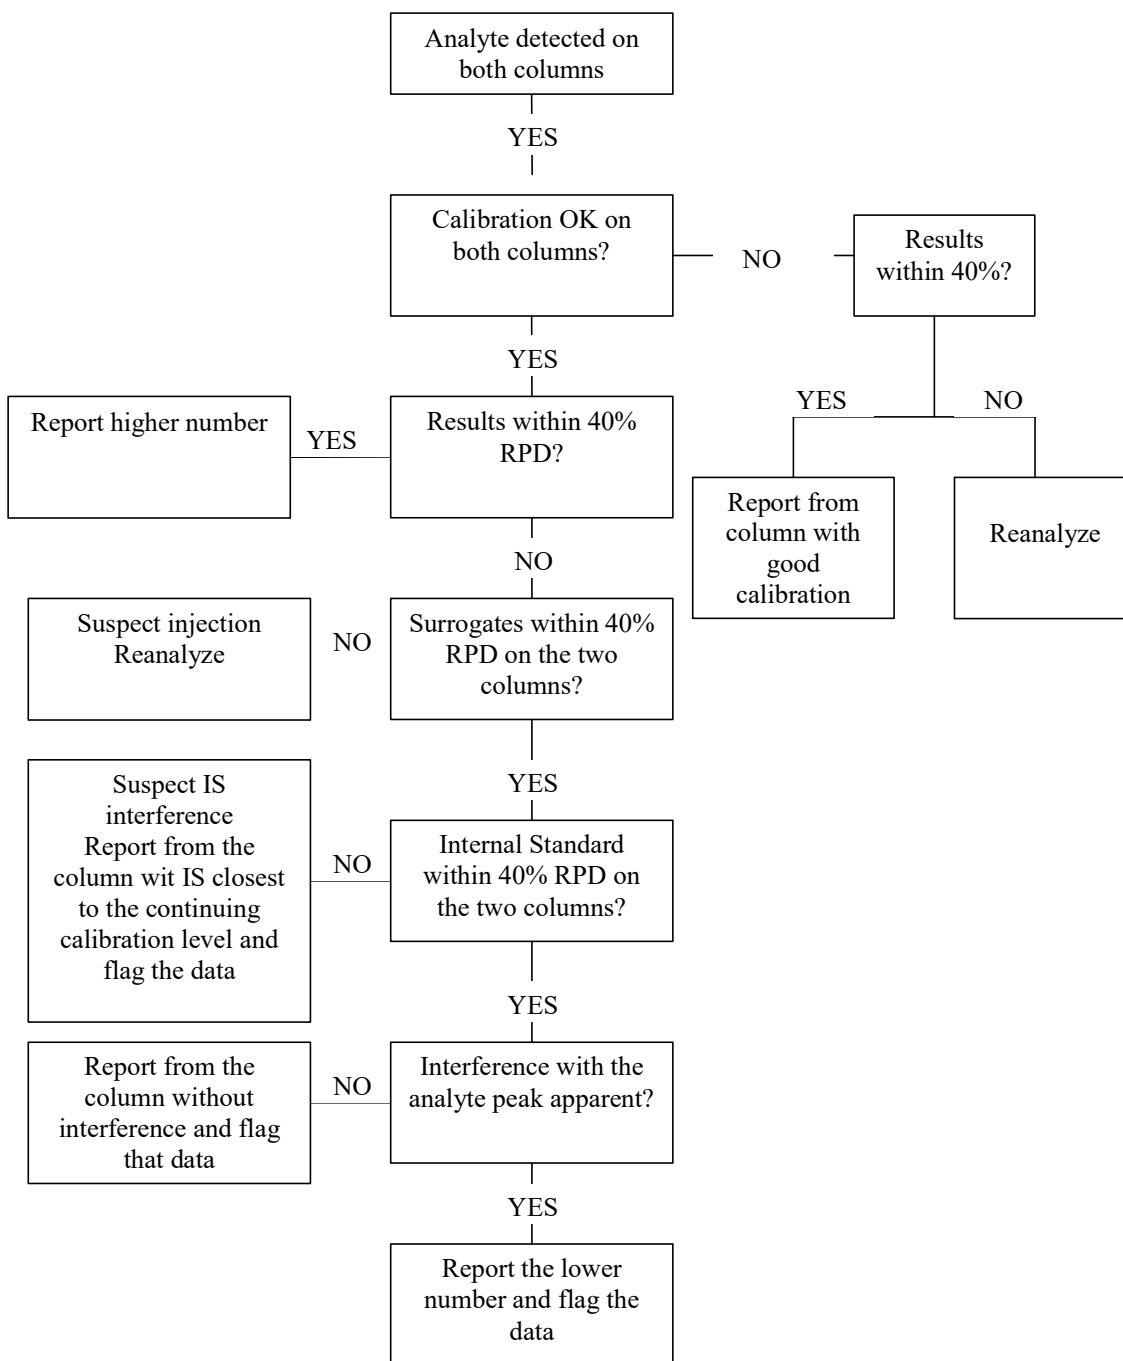 Analyte detected on
both columns
YES
Calibration OK on
both columns?
NO
Results
within 40%?
YES
YES
NO
Report higher number
YES
Results within 40%
RPD?
Report from
column with
good
calibration
Reanalyze
NO
Suspect injection
Reanalyze
NO
Surrogates within 40%
RPD on the two
columns?
YES
Suspect IS
interference
Report from the
column wit IS closest
to the continuing
calibration level and
flag the data
NO
Internal Standard
within 40% RPD on
the two columns?
YES
Report from the
column without
interference and flag
that data
NO
Interference with the
analyte peak apparent?
YES
Report the lower
number and flag the
data